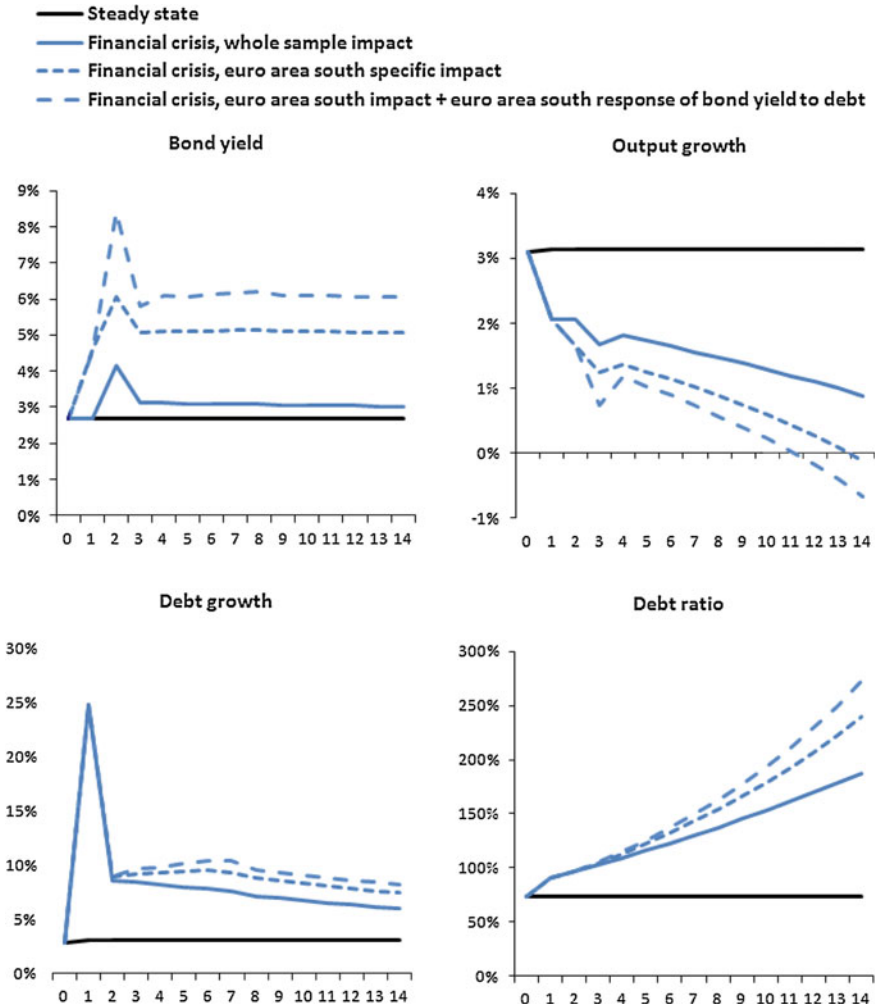 Steady state
Financial crisis, whole sample impact
Financial crisis, euro area south specific impact
Financial crisis, euro area south impact + euro area south response of bond yield to debt
Bond yield
9%
8%
7%
6%
5%
4%
3%
2%
1%
0%
0 1 2 3 4 5 6 7 8 9 10 11 12 13 14
Output growth
4%
3%
2%
1%
0%
-1%
0 1 2 3 4 5 6 7 8 9 10 11 12 13 14
Debt growth
30%
25%
20%
15%
10%
5%
0%
0 1 2 3 4 5 6 7 8 9 10 11 12 13 14
Debt ratio
300%
250%
200%
150%
100%
50%
0%
0 1 2 3 4 5 6 7 8 9 10 11 12 13 14